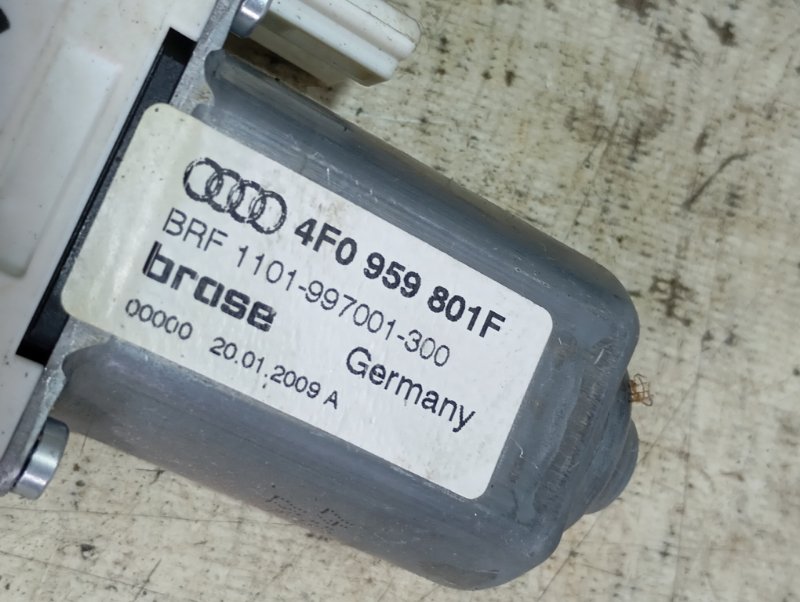 4F0 959 801F
BRF 1101-997001-300
brose
Germany
00000 20.01.2009 A